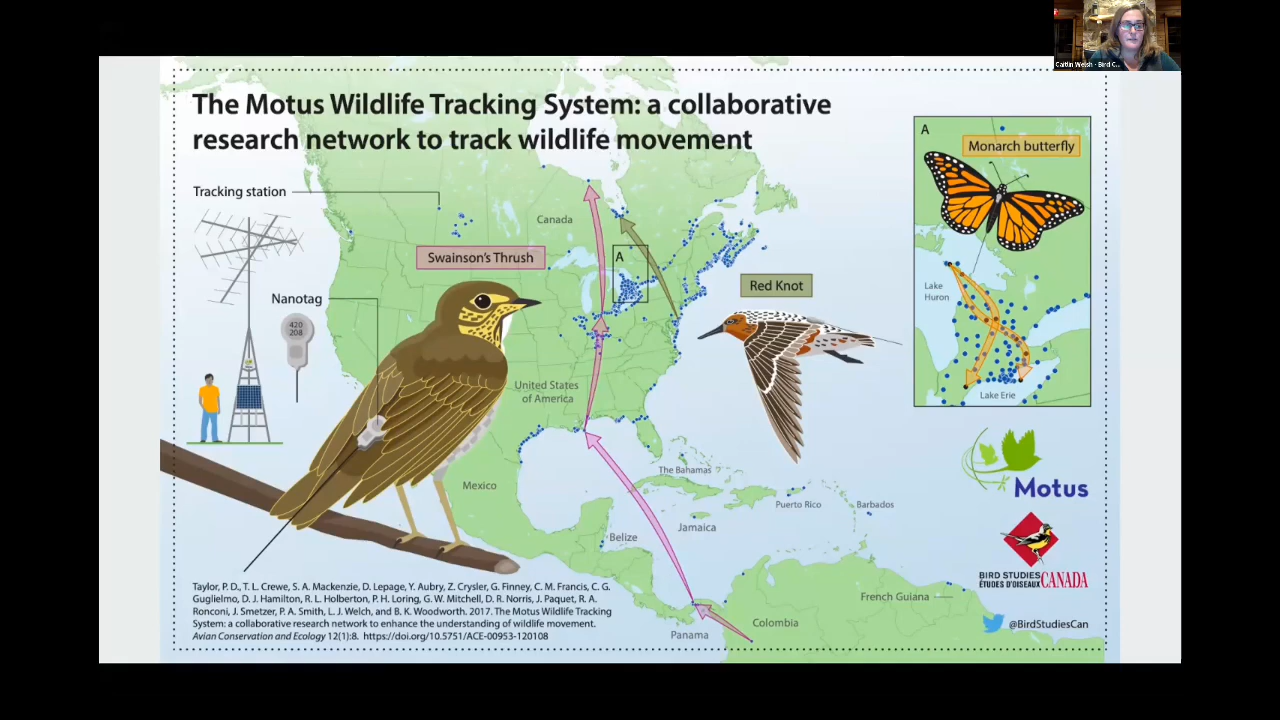 Caitlin Welsh - Bird C...
The Motus Wildlife Tracking System: a collaborative
research network to track wildlife movement
A
Monarch butterfly
Tracking station
Canada
Swainson's Thrush
A
Red Knot
Lake
Huron
Nanotag
420
208
United States
of America
Lake Erie
Mexico
The Bahamas
Puerto Rico
Barbados
Motus
Jamaica
Belize
BIRD STUDIES
ÉTUDES D'OISEAUX CANADA
French Guiana
Panama
Colombia
@BirdStudiesCan
Taylor, P. D., T. L. Crewe, S. A. Mackenzie, D. Lepage, Y. Aubry, Z. Crysler, G. Finney, C. M. Francis, C. G.
Guglielmo, D. J. Hamilton, R. L. Holberton, P. H. Loring, G. W. Mitchell, D. R. Norris, J. Paquet, R. A.
Ronconi, J. Smetzer, P. A. Smith, L. J. Welch, and B. K. Woodworth. 2017. The Motus Wildlife Tracking
System: a collaborative research network to enhance the understanding of wildlife movement.
Avian Conservation and Ecology 12(1):8. https://doi.org/10.5751/ACE-00953-120108